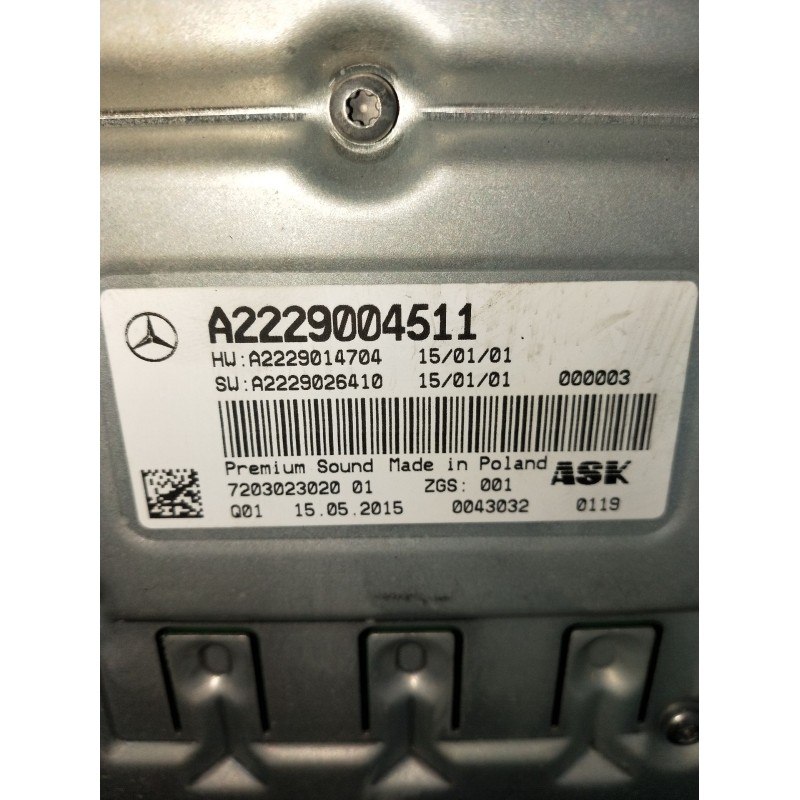 A2229004511
HW:A2229014704 15/01/01
SW:A2229026410 15/01/01 000003
Premium Sound Made in Poland ASK
7203023020 01 ZGS: 001
Q01 15.05.2015 0043032 0119